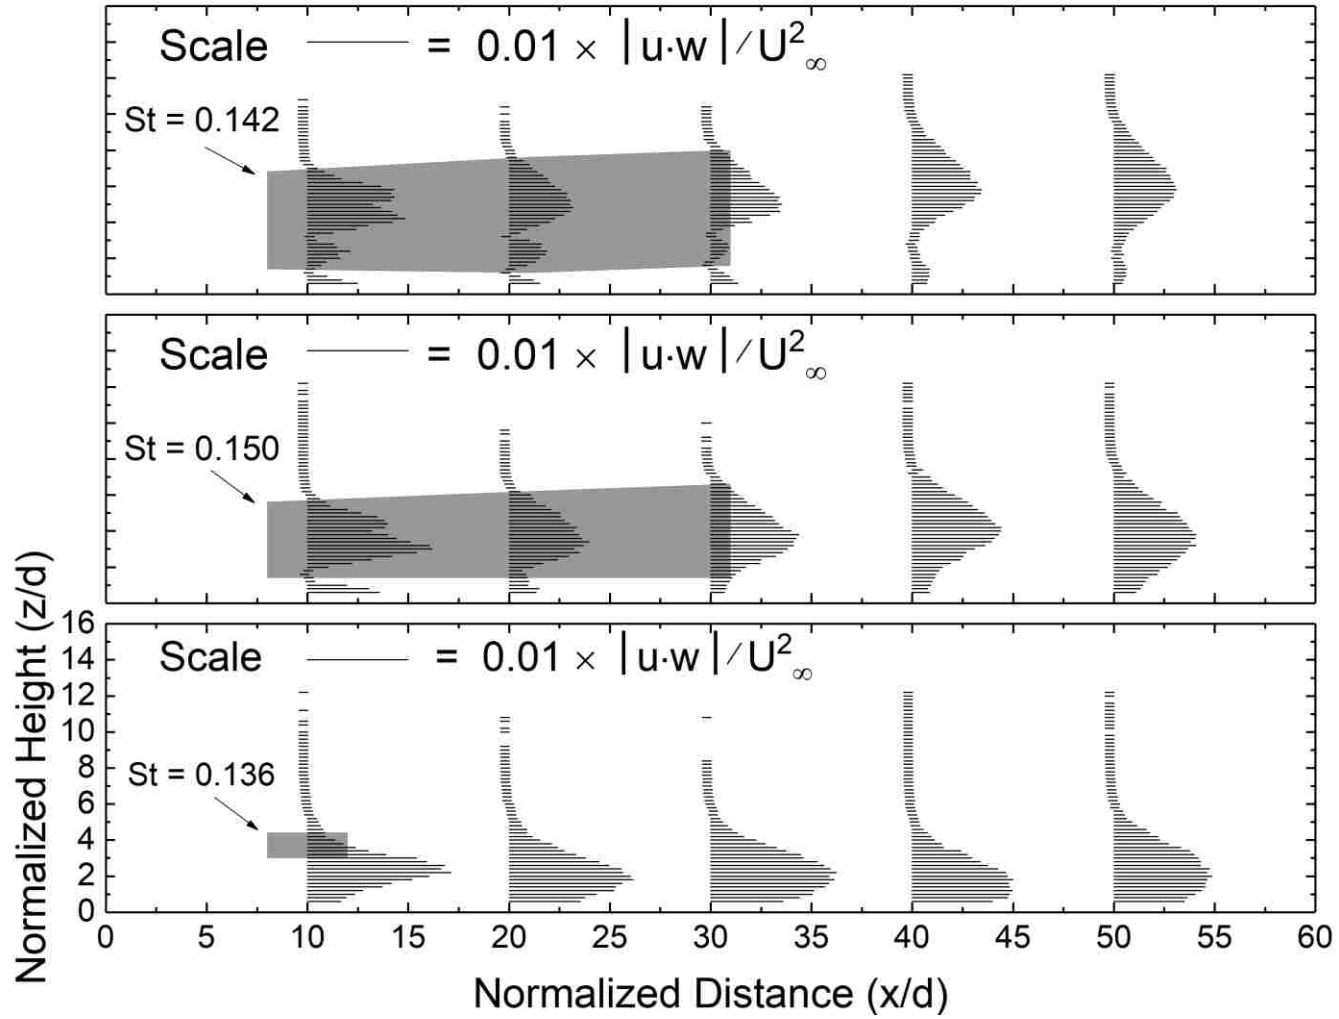 Scale = 0.01 × |u·w| / U²∞
St = 0.142
Scale = 0.01 × |u·w| / U²∞
St = 0.150
Scale = 0.01 × |u·w| / U²∞
St = 0.136
Normalized Height (z/d)
16
14
12
10
8
6
4
2
0
0 5 10 15 20 25 30 35 40 45 50 55 60
Normalized Distance (x/d)